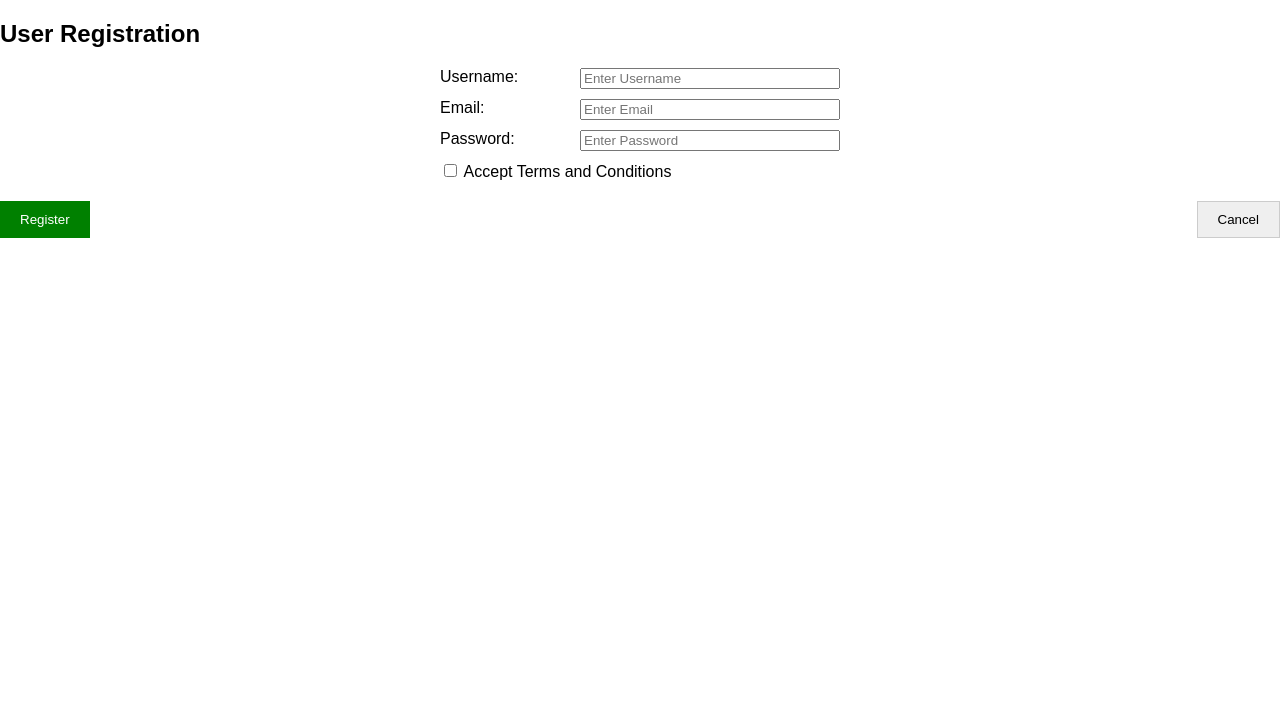 User Registration
Username: Enter Username
Email: Enter Email
Password: Enter Password
Accept Terms and Conditions
Register Cancel